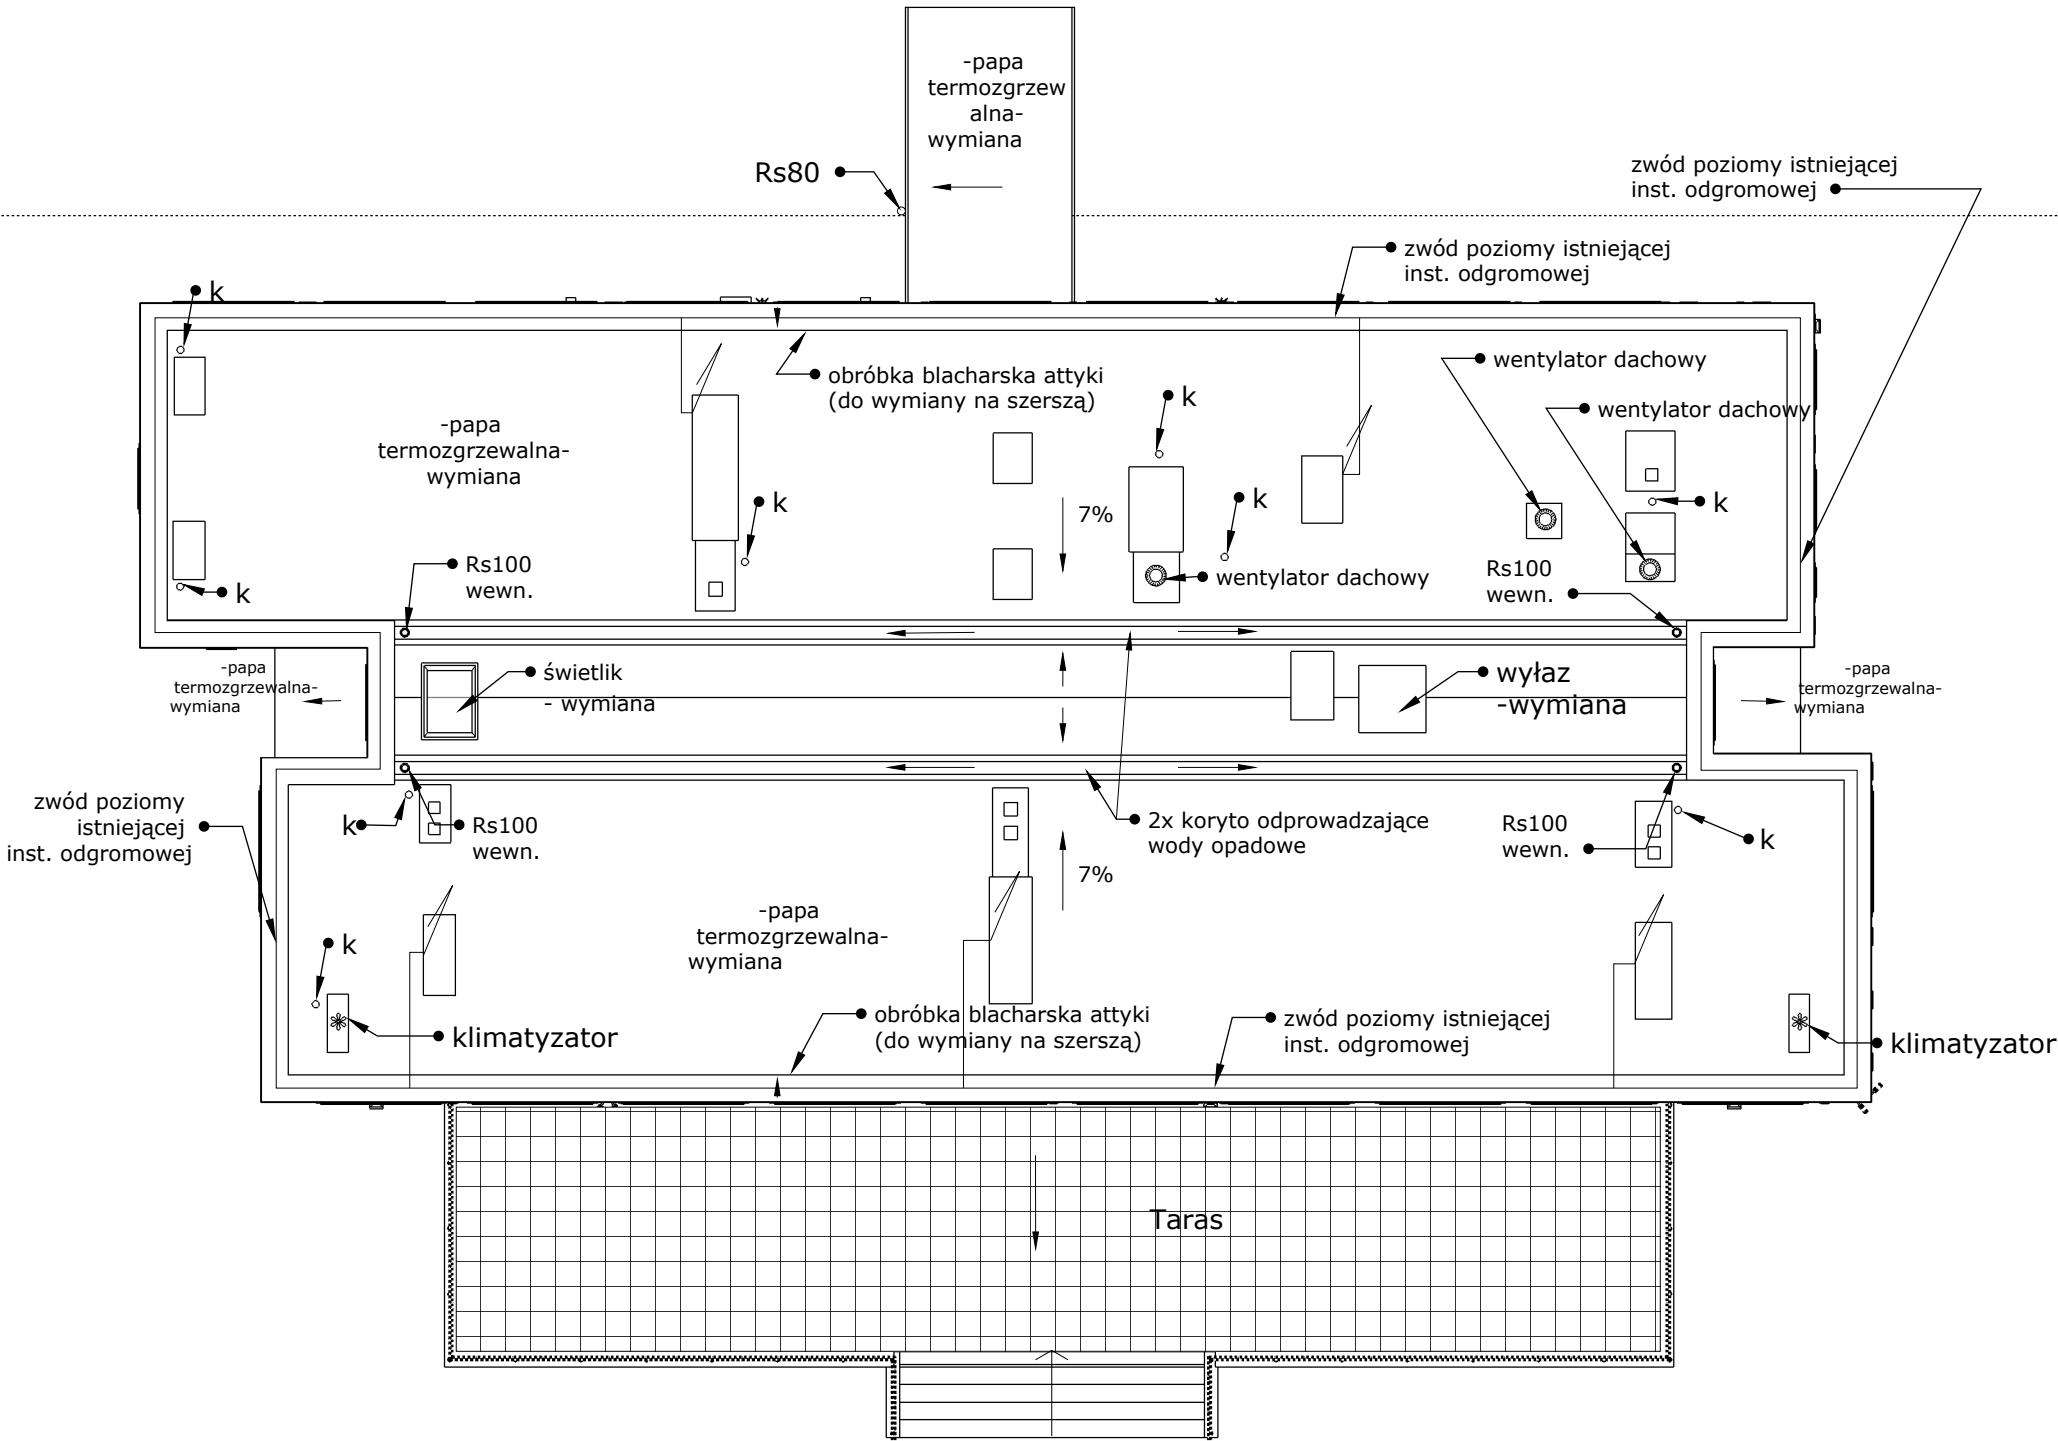 -papa
termozgrzew
alna-
wymiana
Rs80
zwód poziomy istniejącej
inst. odgromowej
zwód poziomy istniejącej
inst. odgromowej
k
wentylator dachowy
obróbka blacharska attyki
(do wymiany na szerszą)
k
wentylator dachowy
-papa
termozgrzewalna-
wymiana
k
k
k
7%
Rs100
wewn.
wentylator dachowy
Rs100
wewn.
k
-papa
termozgrzewalna-
wymiana
świetlik
- wymiana
wyłaz
-wymiana
-papa
termozgrzewalna-
wymiana
zwód poziomy
istniejącej
inst. odgromowej
k
Rs100
wewn.
2x koryto odprowadzające
wody opadowe
Rs100
wewn.
k
7%
-papa
termozgrzewalna-
wymiana
k
obróbka blacharska attyki
(do wymiany na szerszą)
zwód poziomy istniejącej
inst. odgromowej
klimatyzator
klimatyzator
Taras